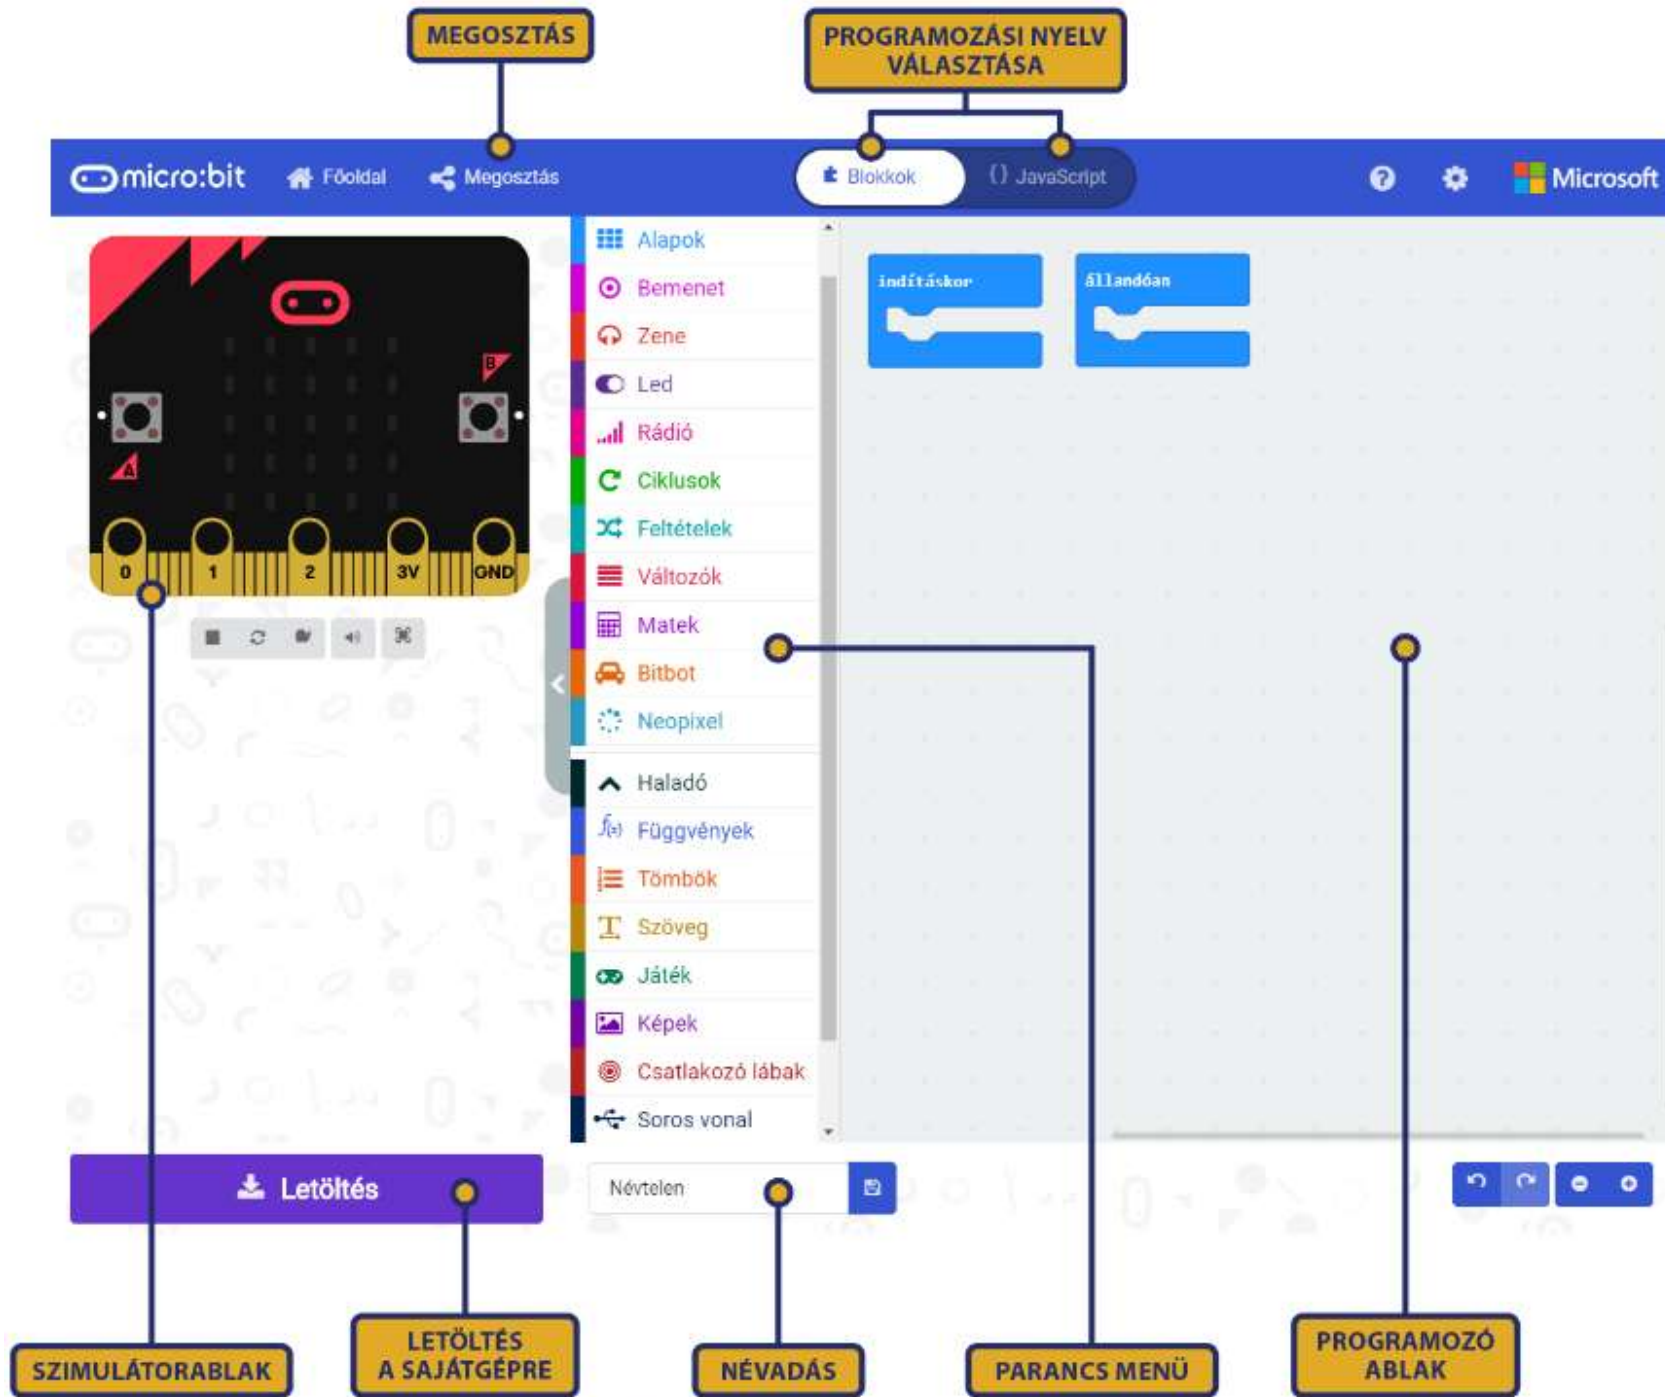 MEGOSZTÁS
PROGRAMOZÁSI NYELV
VÁLASZTÁSA
micro:bit
Főoldal
Megosztás
Blokkok
{} JavaScript
?
Microsoft
Alapok
Bemenet
Zene
Led
Rádió
Ciklusok
Feltételek
Változók
Matek
Bitbot
Neopixel
Haladó
f(x) Függvények
Tömbök
Szöveg
Játék
Képek
Csatlakozó lábak
Soros vonal
indításkor
állandóan
B
A
0 1 2 3V GND
Letöltés
Névtelen
SZIMULÁTORABLAK
LETÖLTÉS
A SAJÁTGÉPRE
NÉVADÁS
PARANCS MENÜ
PROGRAMOZÓ
ABLAK